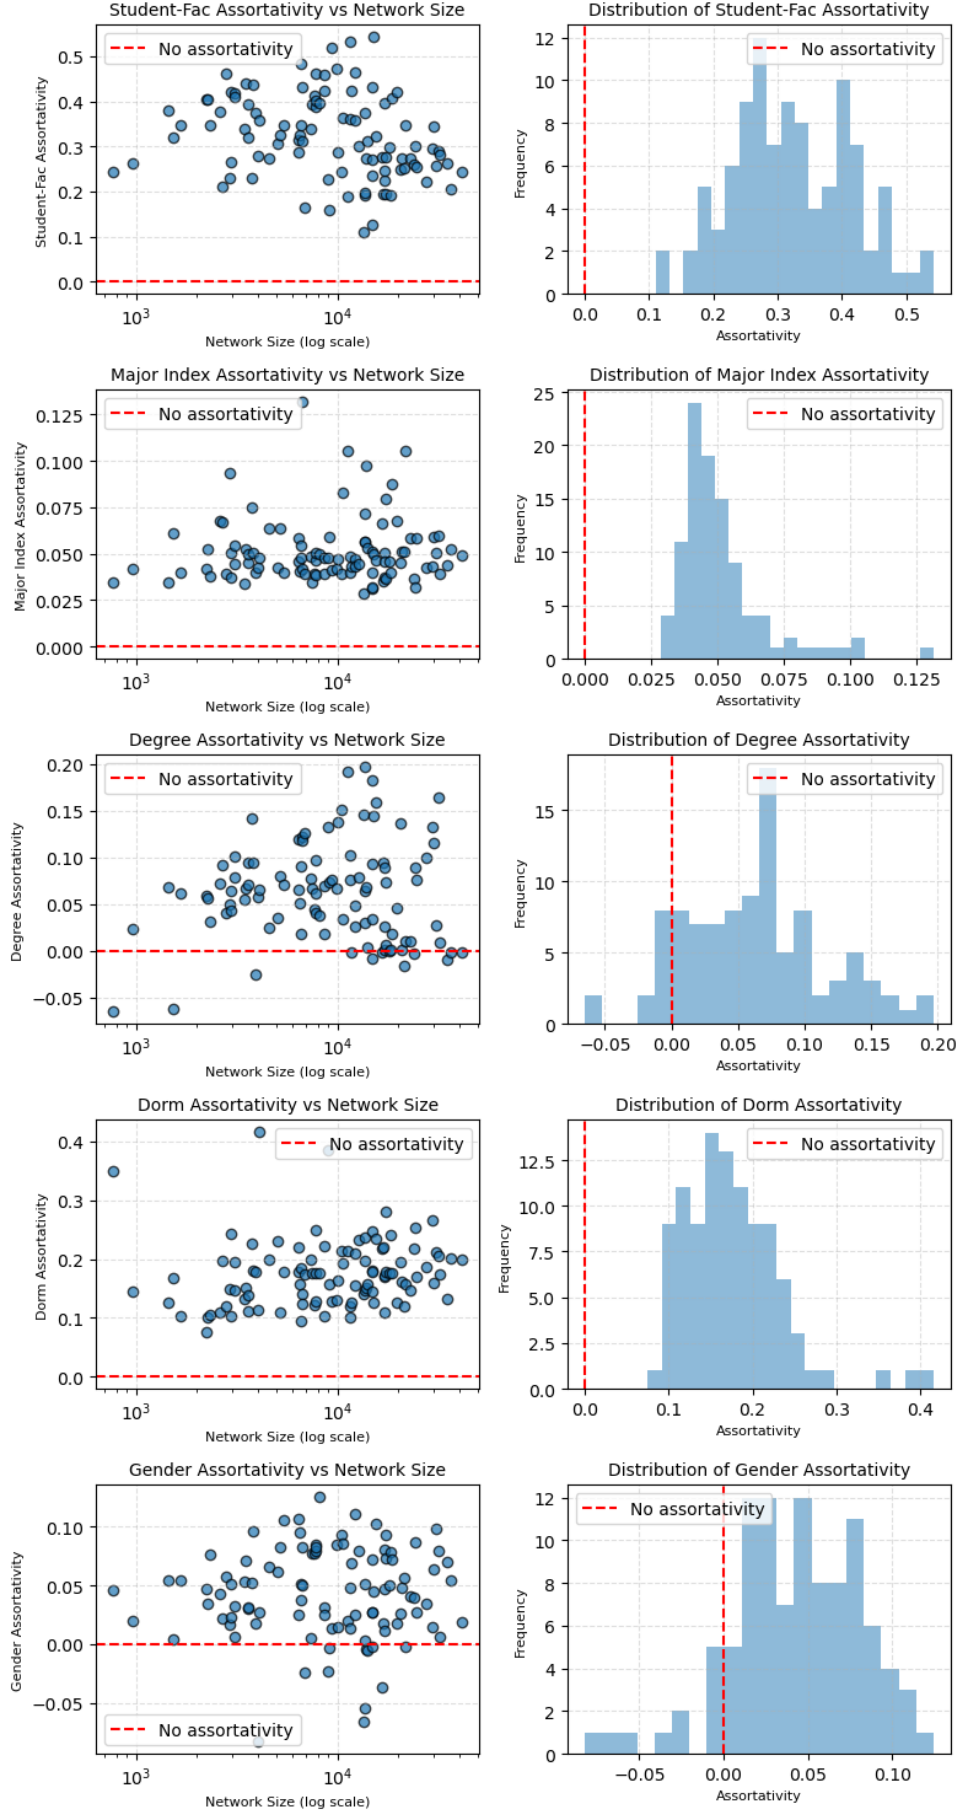 Student-Fac Assortativity vs Network Size
No assortativity
Student-Fac Assortativity
0.5
0.4
0.3
0.2
0.1
0.0
10³
10⁴
Network Size (log scale)
Distribution of Student-Fac Assortativity
No assortativity
Frequency
12
10
8
6
4
2
0
0.0
0.1
0.2
0.3
0.4
0.5
Assortativity
Major Index Assortativity vs Network Size
No assortativity
Major Index Assortativity
0.125
0.100
0.075
0.050
0.025
0.000
10³
10⁴
Network Size (log scale)
Distribution of Major Index Assortativity
No assortativity
Frequency
25
20
15
10
5
0
0.000
0.025
0.050
0.075
0.100
0.125
Assortativity
Degree Assortativity vs Network Size
No assortativity
Degree Assortativity
0.20
0.15
0.10
0.05
0.00
−0.05
10³
10⁴
Network Size (log scale)
Distribution of Degree Assortativity
No assortativity
Frequency
15
10
5
0
−0.05
0.00
0.05
0.10
0.15
0.20
Assortativity
Dorm Assortativity vs Network Size
No assortativity
Dorm Assortativity
0.4
0.3
0.2
0.1
0.0
10³
10⁴
Network Size (log scale)
Distribution of Dorm Assortativity
No assortativity
Frequency
12.5
10.0
7.5
5.0
2.5
0.0
0.0
0.1
0.2
0.3
0.4
Assortativity
Gender Assortativity vs Network Size
No assortativity
Gender Assortativity
0.10
0.05
0.00
−0.05
10³
10⁴
Network Size (log scale)
Distribution of Gender Assortativity
No assortativity
Frequency
12
10
8
6
4
2
0
−0.05
0.00
0.05
0.10
Assortativity